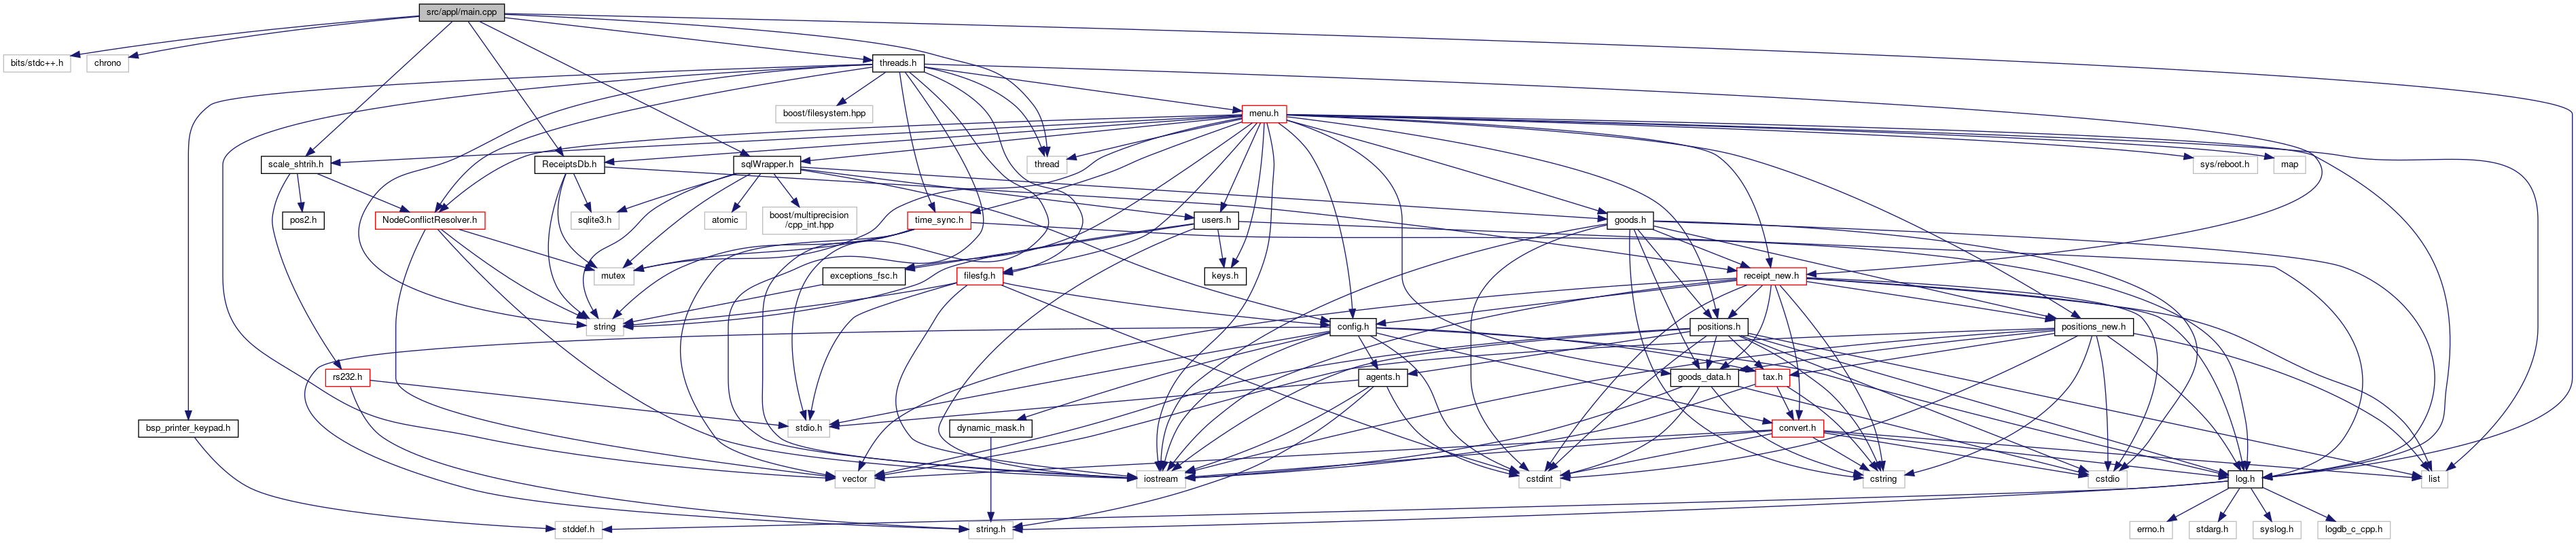 src/appl/main.cpp
bits/stdc++.h
chrono
threads.h
boost/filesystem.hpp
menu.h
scale_shtrih.h
ReceiptsDb.h
sqlWrapper.h
thread
sys/reboot.h
map
pos2.h
NodeConflictResolver.h
sqlite3.h
atomic
boost/multiprecision
/cpp_int.hpp
time_sync.h
users.h
goods.h
mutex
exceptions_fsc.h
filesfg.h
keys.h
receipt_new.h
string
config.h
positions.h
positions_new.h
rs232.h
agents.h
goods_data.h
tax.h
bsp_printer_keypad.h
stdio.h
dynamic_mask.h
convert.h
vector
iostream
cstdint
cstring
cstdio
log.h
list
stddef.h
string.h
errno.h
stdarg.h
syslog.h
logdb_c_cpp.h